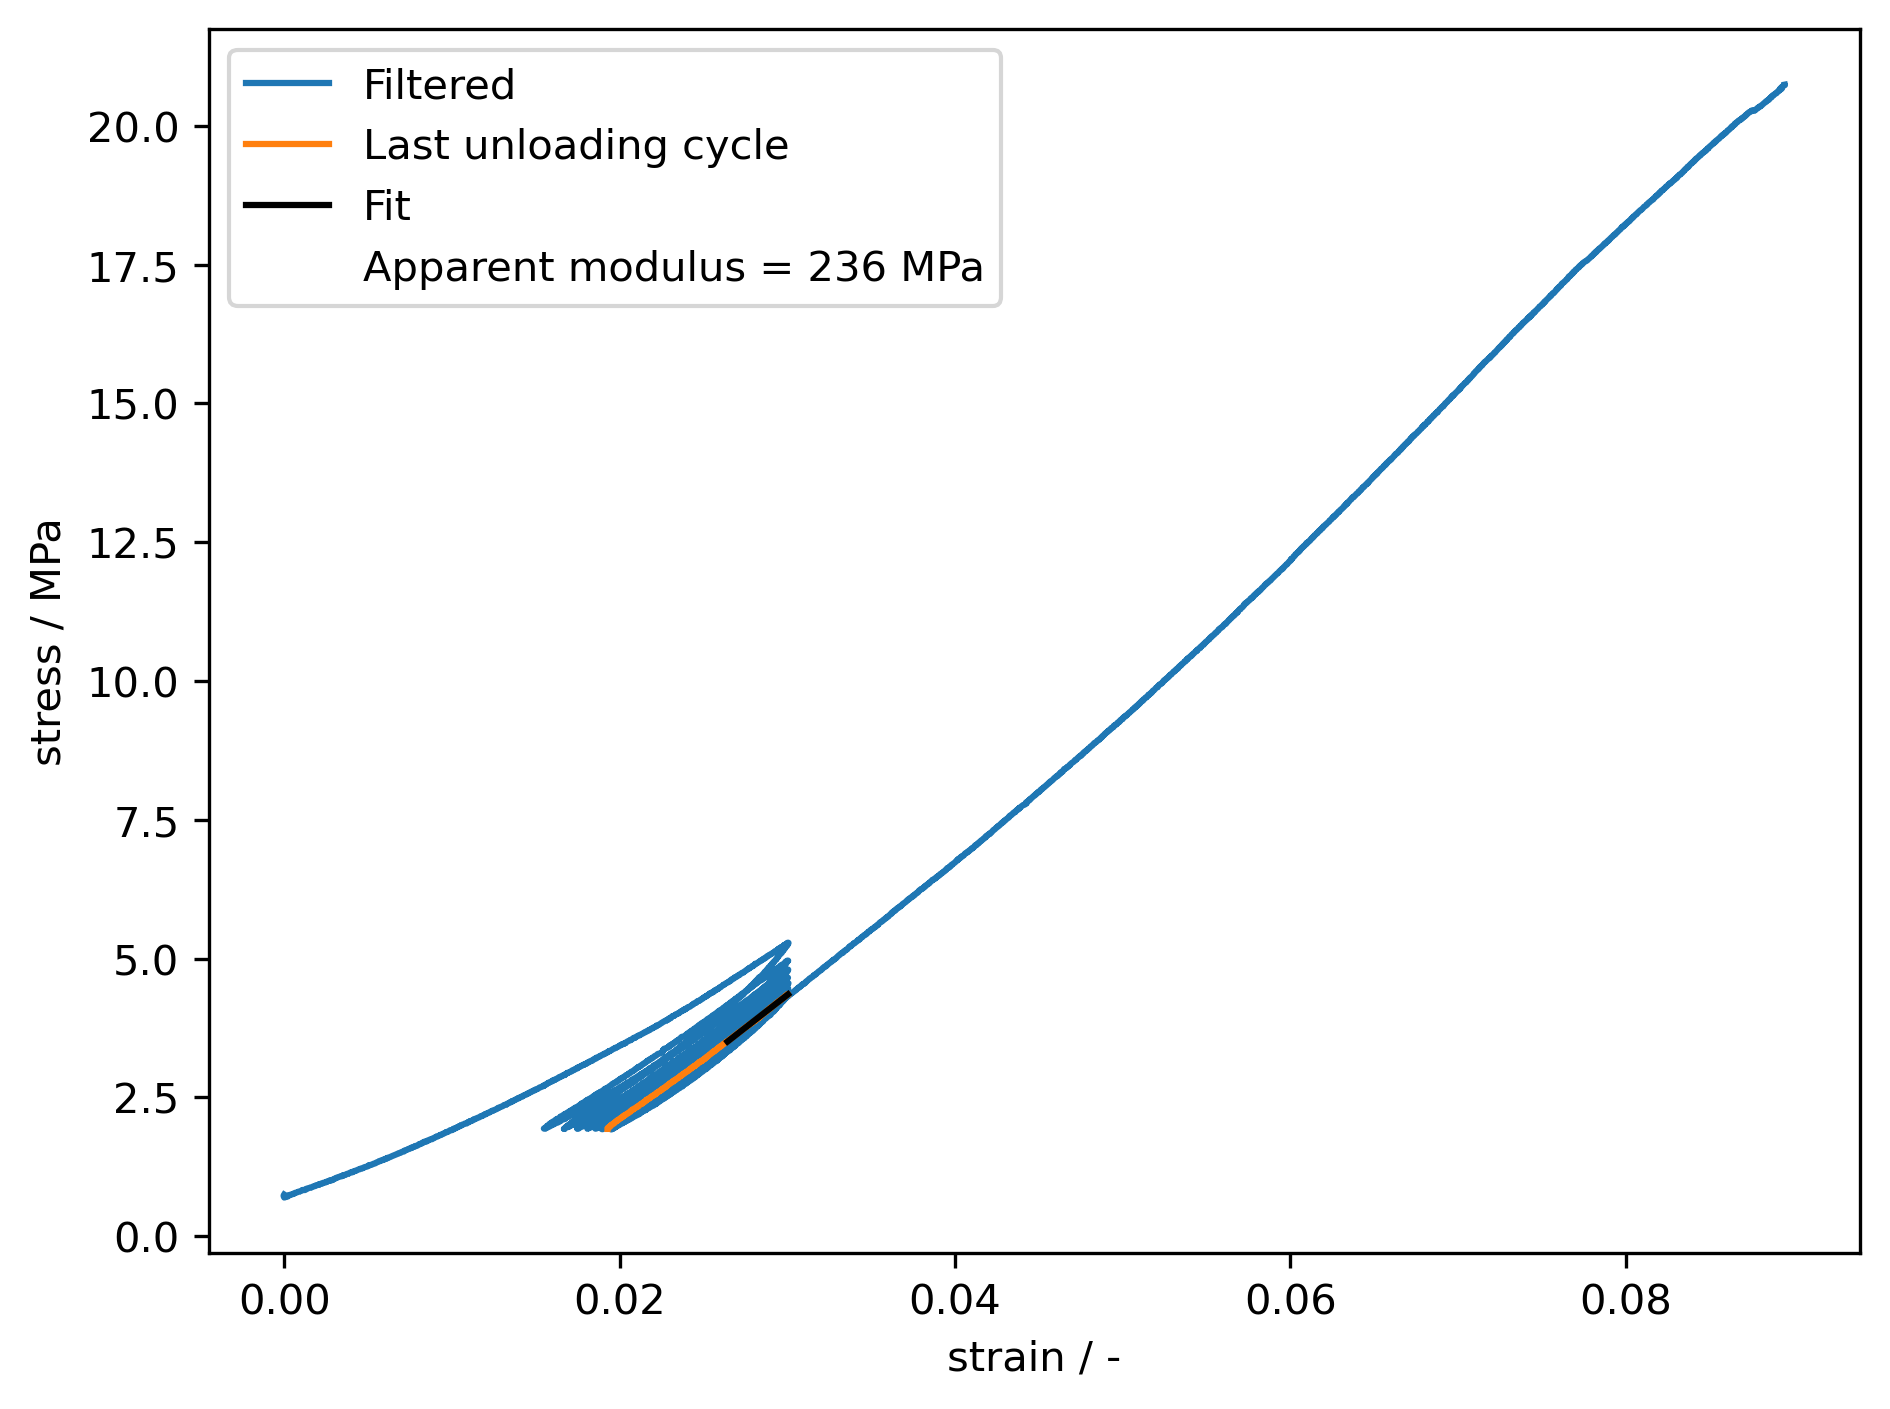 Filtered
Last unloading cycle
Fit
Apparent modulus = 236 MPa
20.0
17.5
15.0
12.5
10.0
7.5
5.0
2.5
0.0
stress / MPa
0.00 0.02 0.04 0.06 0.08
strain / -